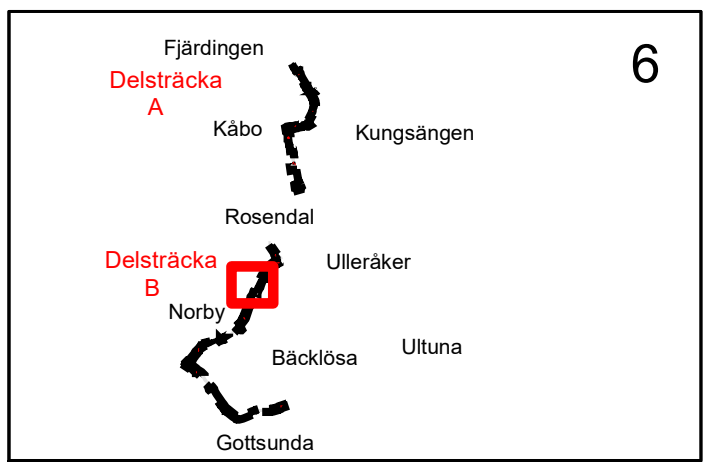 Fjärdingen
6
Delsträcka
A
Kåbo
Kungsängen
Rosendal
Delsträcka
B
Ulleråker
Norby
Bäcklösa
Ultuna
Gottsunda